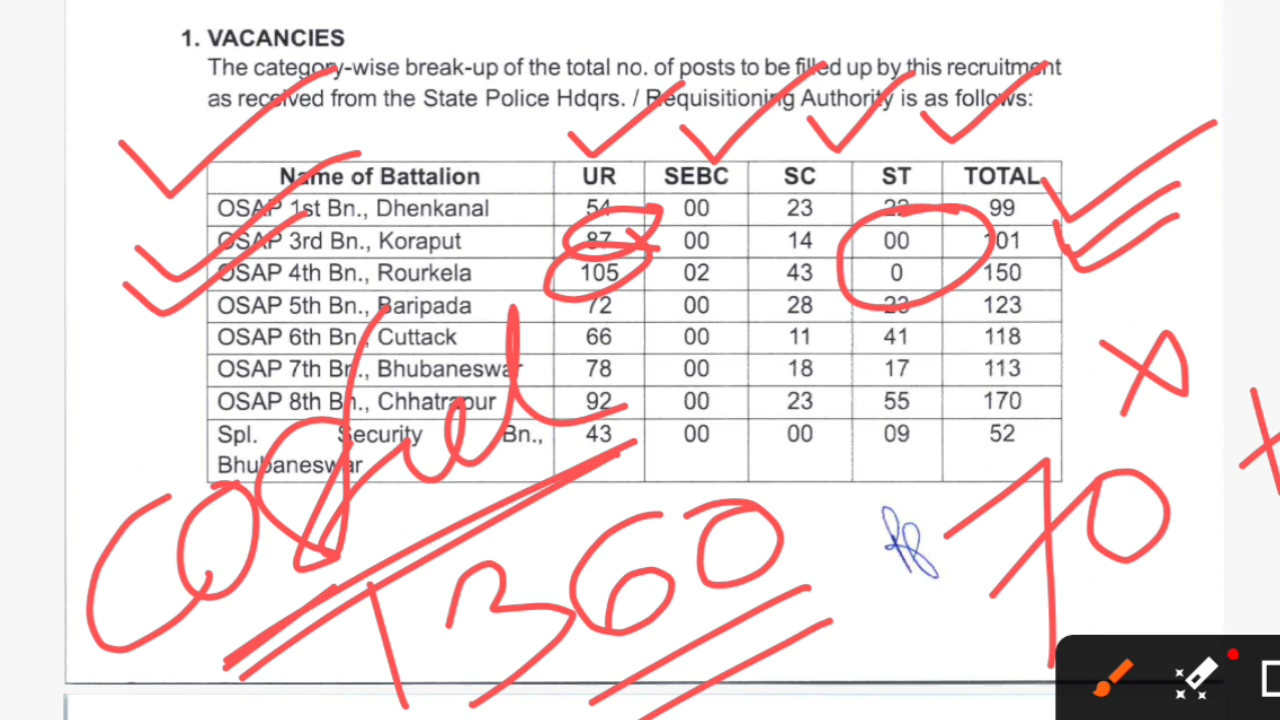 1. VACANCIES
The category-wise break-up of the total no. of posts to be filled up by this recruitment
as received from the State Police Hdqrs. / Requisitioning Authority is as follows:
Name of Battalion UR SEBC SC ST TOTAL
OSAP 1st Bn., Dhenkanal 54 00 23 22 99
OSAP 3rd Bn., Koraput 87 00 14 00 101
OSAP 4th Bn., Rourkela 105 02 43 0 150
OSAP 5th Bn., Baripada 72 00 28 23 123
OSAP 6th Bn., Cuttack 66 00 11 41 118
OSAP 7th Bn., Bhubaneswar 78 00 18 17 113
OSAP 8th Bn., Chhatrapur 92 00 23 55 170
Spl. Security Bn., 43 00 00 09 52
Bhubaneswar
1360
70